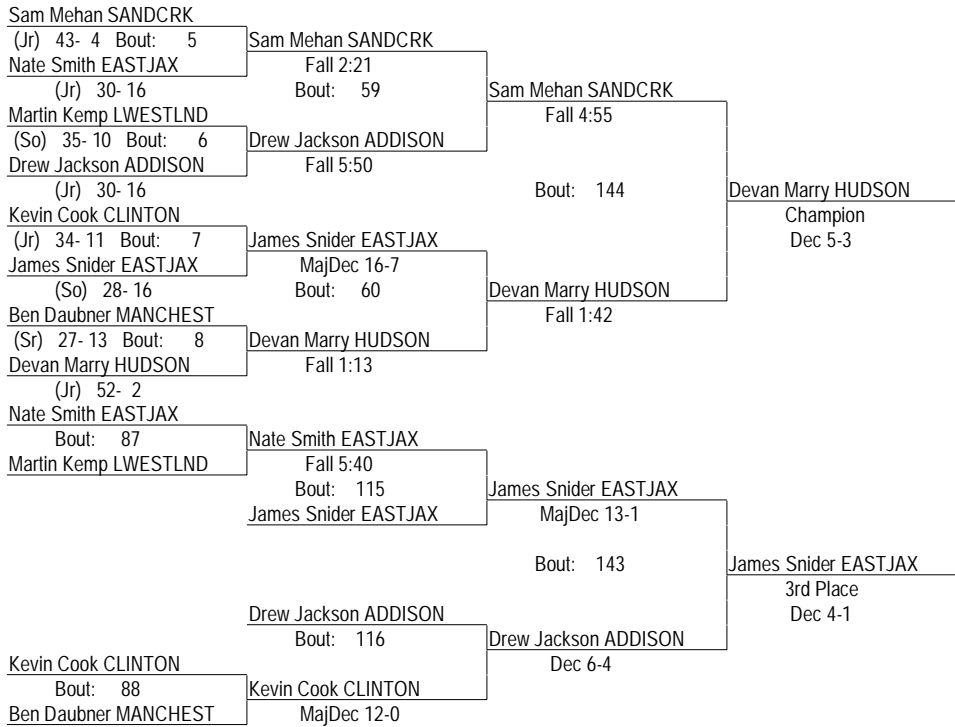 Sam Mehan SANDCRK
(Jr) 43- 4 Bout: 5
Sam Mehan SANDCRK
Nate Smith EASTJAX
Fall 2:21
(Jr) 30- 16
Bout: 59
Sam Mehan SANDCRK
Martin Kemp LWESTLND
Fall 4:55
(So) 35- 10 Bout: 6
Drew Jackson ADDISON
Drew Jackson ADDISON
Fall 5:50
(Jr) 30- 16
Bout: 144
Devan Marry HUDSON
Kevin Cook CLINTON
Champion
(Jr) 34- 11 Bout: 7
James Snider EASTJAX
Dec 5-3
James Snider EASTJAX
MajDec 16-7
(So) 28- 16
Bout: 60
Devan Marry HUDSON
Ben Daubner MANCHEST
Fall 1:42
(Sr) 27- 13 Bout: 8
Devan Marry HUDSON
Devan Marry HUDSON
Fall 1:13
(Jr) 52- 2
Nate Smith EASTJAX
Bout: 87
Nate Smith EASTJAX
Martin Kemp LWESTLND
Fall 5:40
Bout: 115
James Snider EASTJAX
James Snider EASTJAX
MajDec 13-1
Bout: 143
James Snider EASTJAX
3rd Place
Drew Jackson ADDISON
Dec 4-1
Bout: 116
Drew Jackson ADDISON
Kevin Cook CLINTON
Dec 6-4
Bout: 88
Kevin Cook CLINTON
Ben Daubner MANCHEST
MajDec 12-0